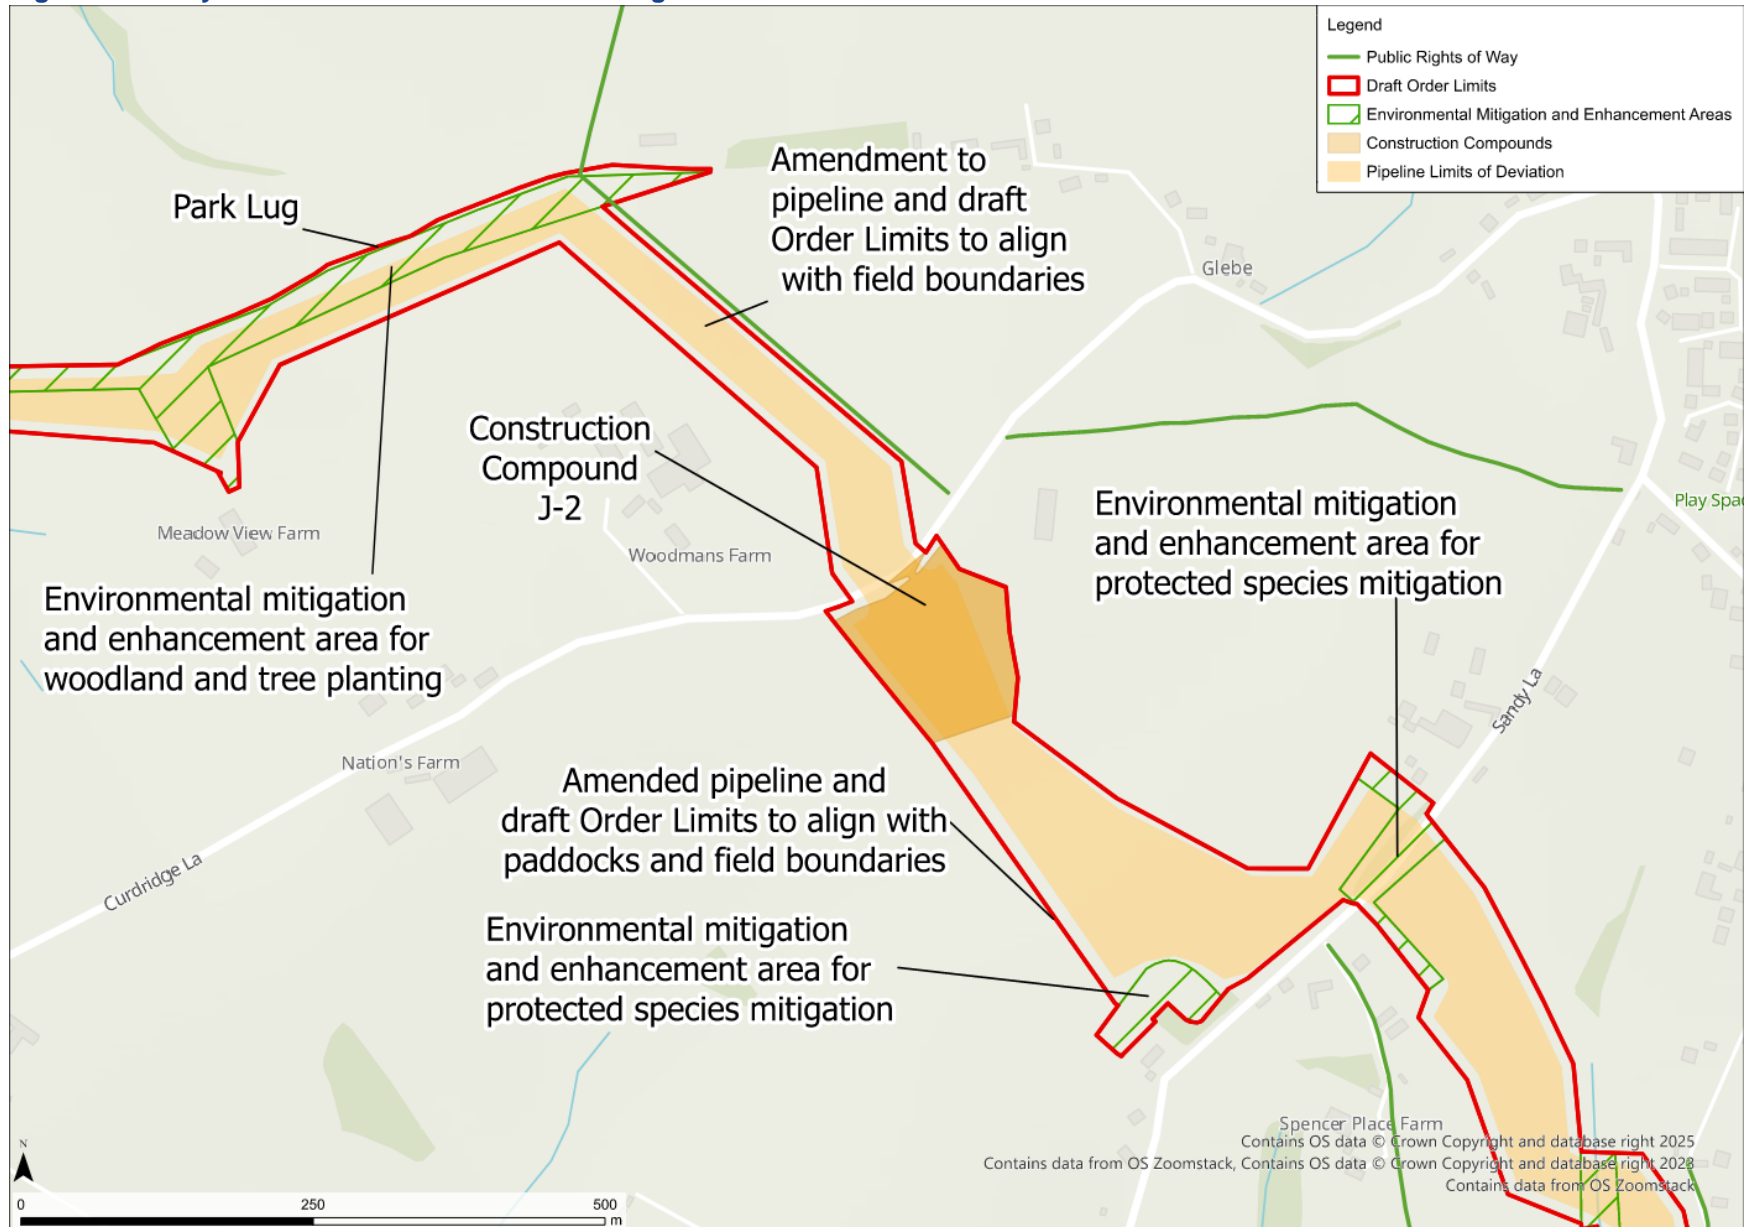 Legend
Public Rights of Way
Draft Order Limits
Environmental Mitigation and Enhancement Areas
Construction Compounds
Pipeline Limits of Deviation
Park Lug
Amendment to
pipeline and draft
Order Limits to align
with field boundaries
Glebe
Construction
Compound
J-2
Play
Environmental mitigation
and enhancement area for
protected species mitigation
Meadow View Farm
Woodmans Farm
Environmental mitigation
and enhancement area for
woodland and tree planting
Sandy La
Nation's Farm
Amended pipeline and
draft Order Limits to align with
paddocks and field boundaries
Curdridge La
Environmental mitigation
and enhancement area for
protected species mitigation
Spencer Place Farm
Contains OS data © Crown Copyright and database right 2025
Contains data from OS Zoomstack, Contains OS data © Crown Copyright and database right 2023
Contains data from OS Zoomstack
N
0 250 500
m